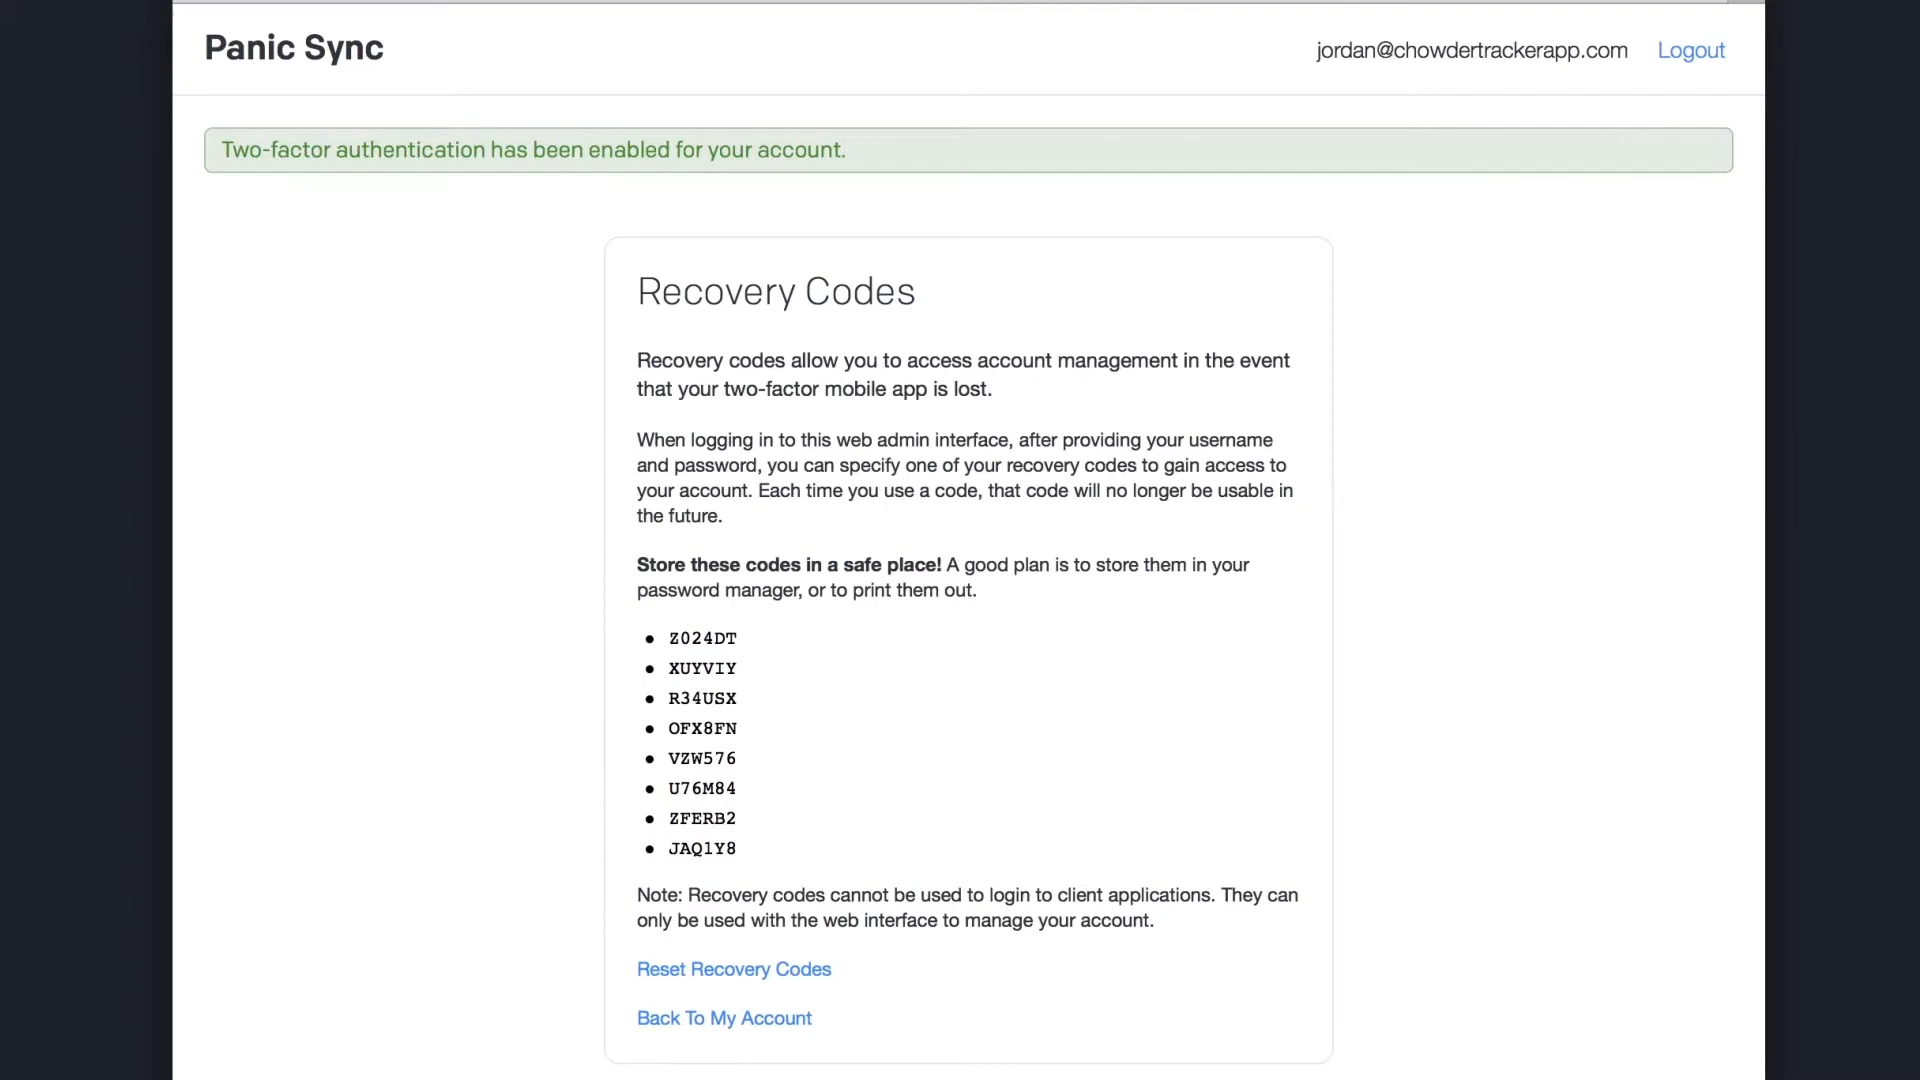 Panic Sync
jordan@chowdertrackerapp.com Logout
Two-factor authentication has been enabled for your account.
Recovery Codes
Recovery codes allow you to access account management in the event
that your two-factor mobile app is lost.
When logging in to this web admin interface, after providing your username
and password, you can specify one of your recovery codes to gain access to
your account. Each time you use a code, that code will no longer be usable in
the future.
Store these codes in a safe place! A good plan is to store them in your
password manager, or to print them out.
• Z024DT
• XUYVIY
• R34USX
• OFX8FN
• VZW576
• U76M84
• ZFERB2
• JAQ1Y8
Note: Recovery codes cannot be used to login to client applications. They can
only be used with the web interface to manage your account.
Reset Recovery Codes
Back To My Account